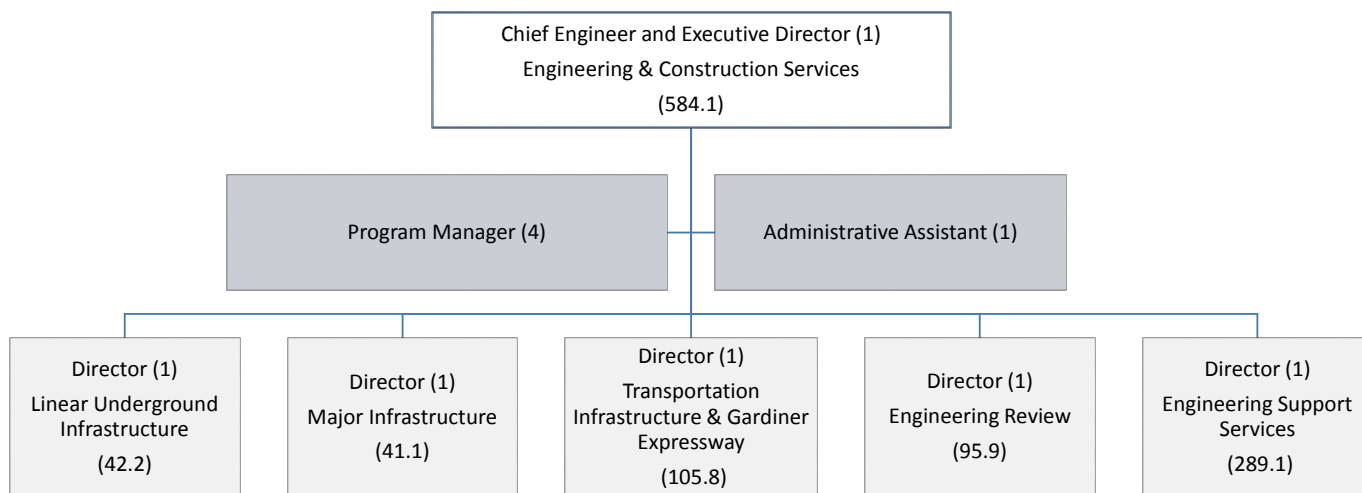 Chief Engineer and Executive Director (1)
Engineering & Construction Services
(584.1)
Program Manager (4)
Administrative Assistant (1)
Director (1)
Linear Underground
Infrastructure
(42.2)
Director (1)
Major Infrastructure
(41.1)
Director (1)
Transportation
Infrastructure & Gardiner
Expressway
(105.8)
Director (1)
Engineering Review
(95.9)
Director (1)
Engineering Support
Services
(289.1)